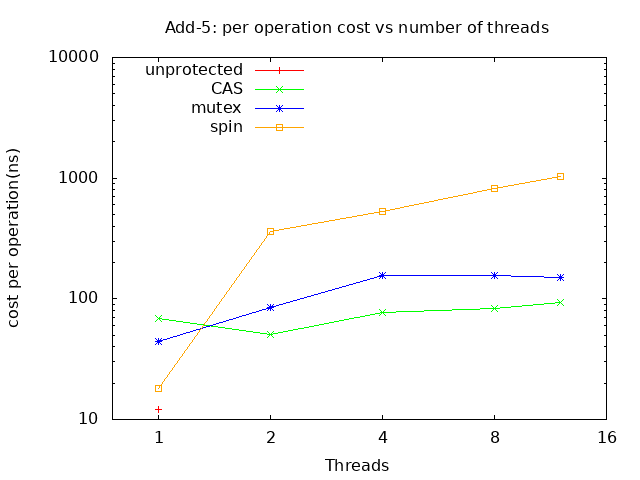 Add-5: per operation cost vs number of threads
10000
1000
100
10
cost per operation(ns)
unprotected
CAS
mutex
spin
1 2 4 8 16
Threads